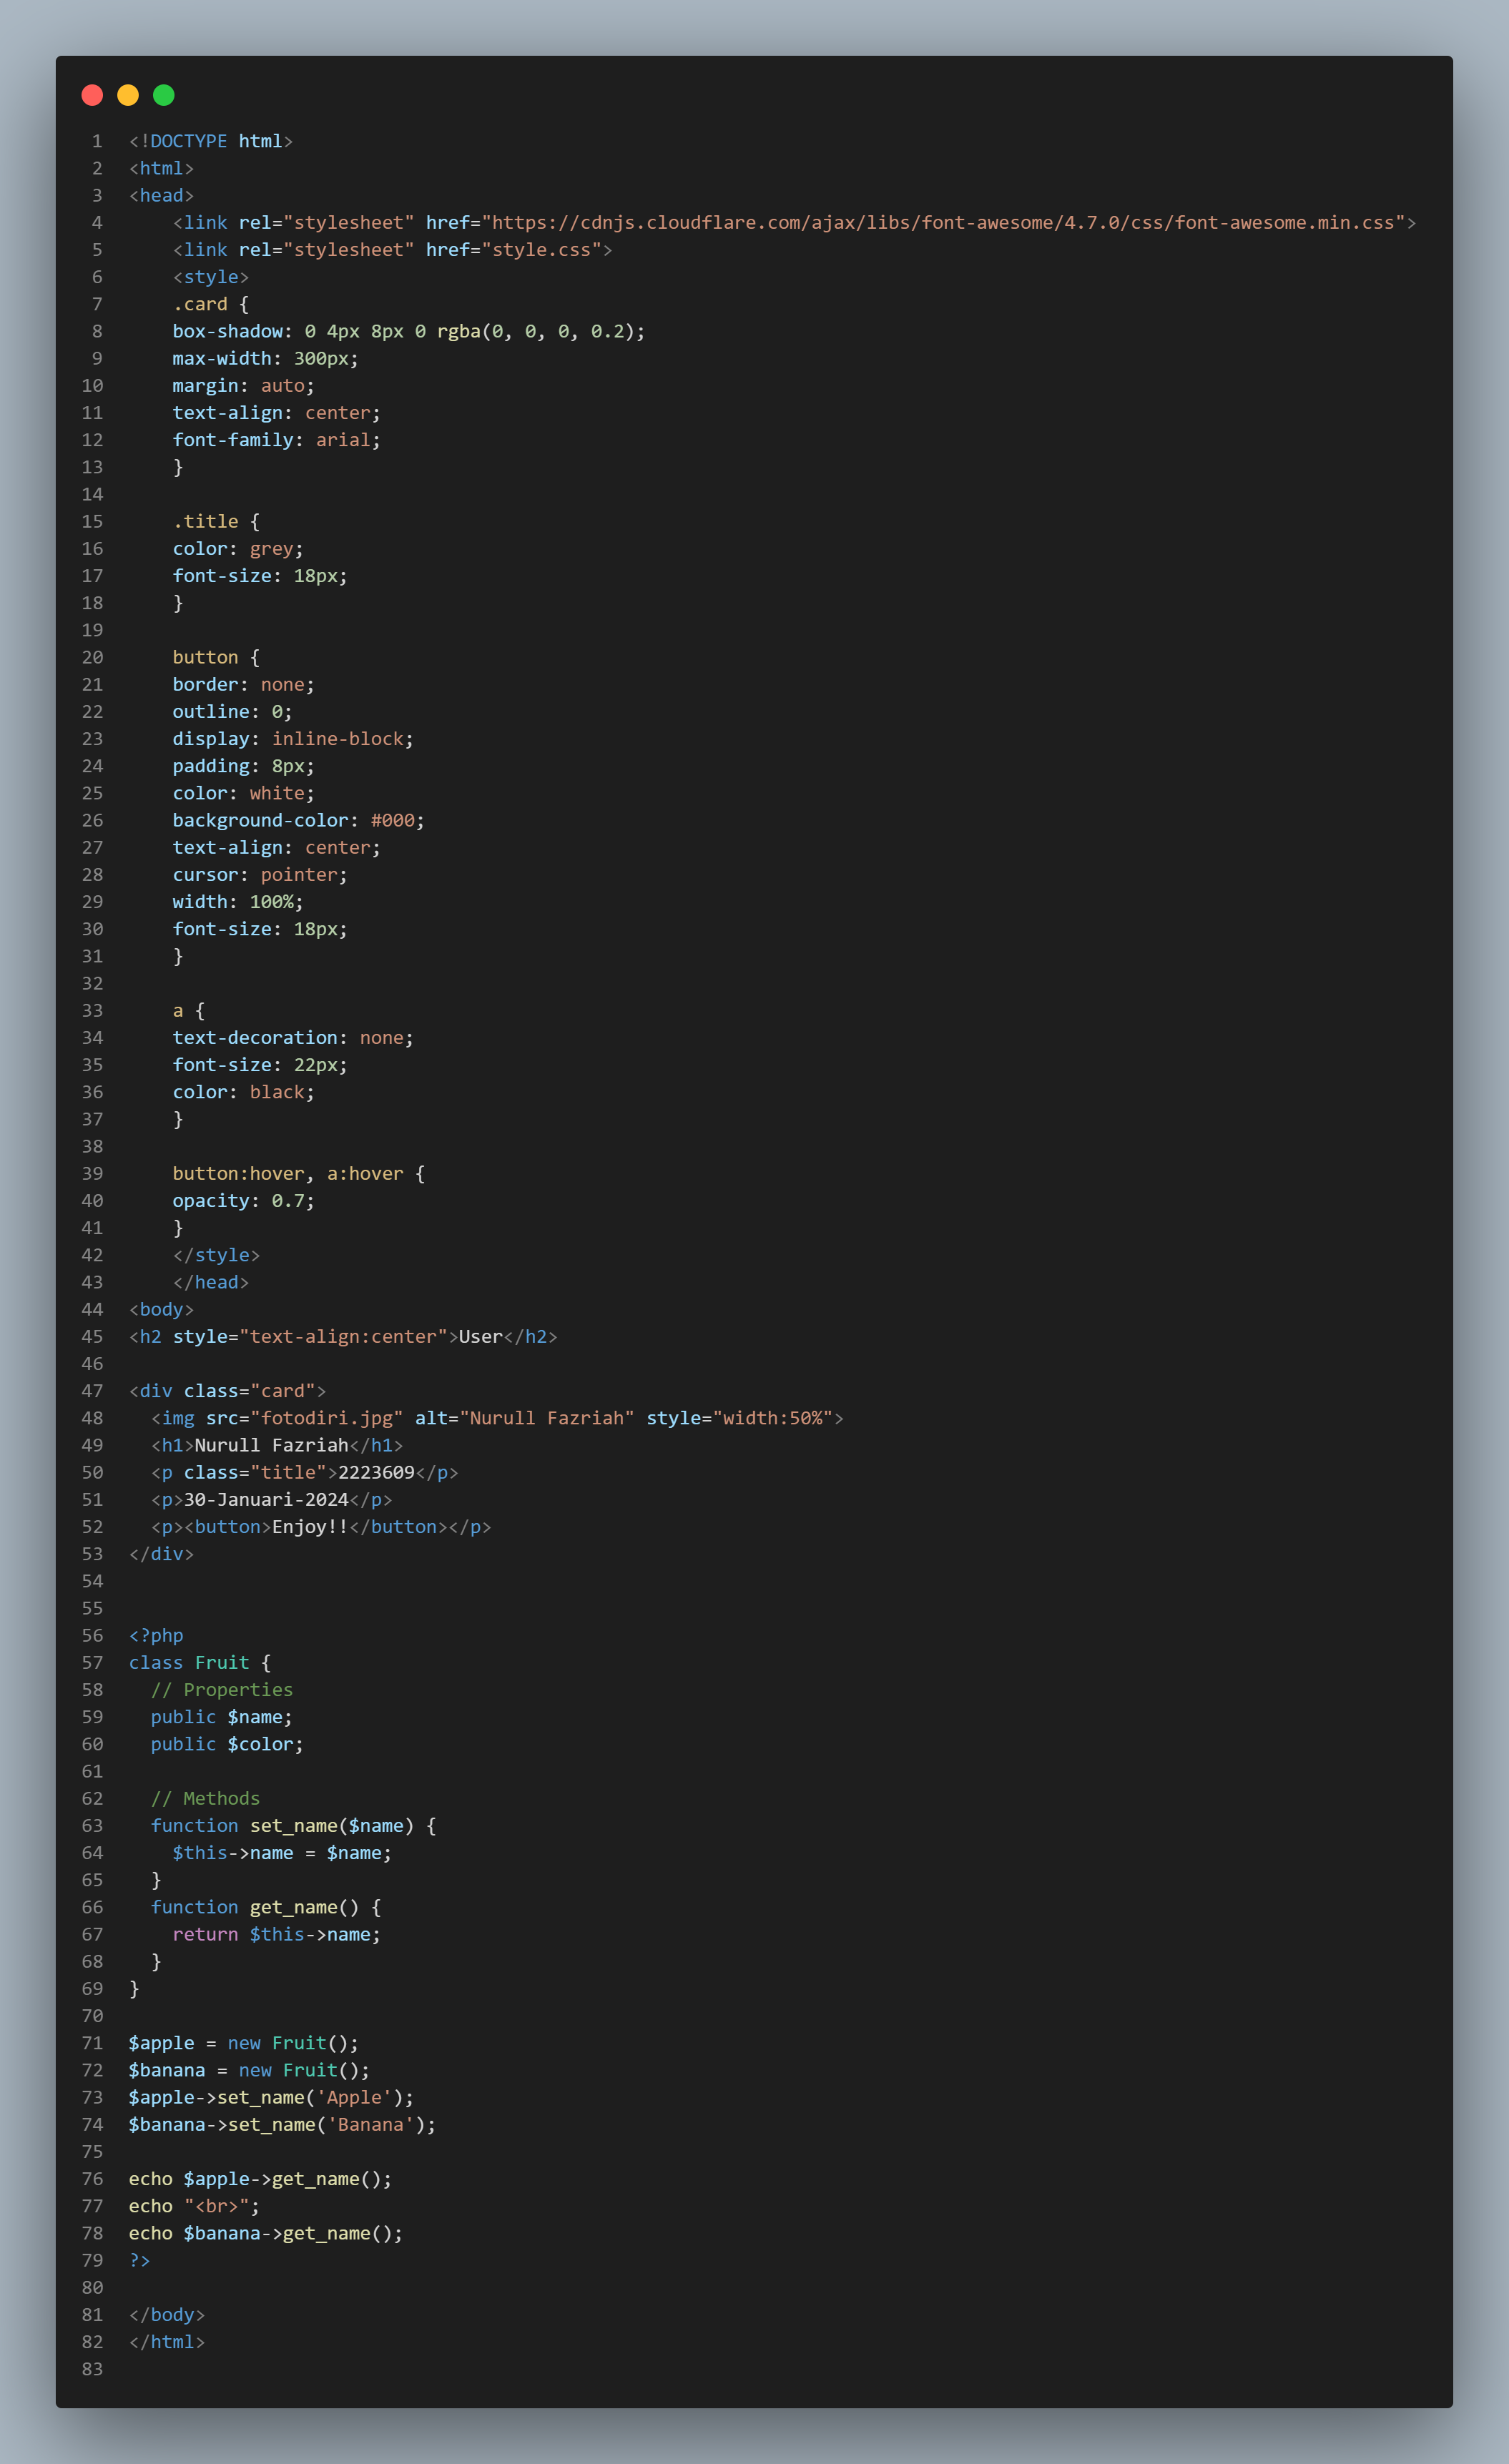 1 <!DOCTYPE html>
2 <html>
3 <head>
4     <link rel="stylesheet" href="https://cdnjs.cloudflare.com/ajax/libs/font-awesome/4.7.0/css/font-awesome.min.css">
5     <link rel="stylesheet" href="style.css">
6     <style>
7     .card {
8     box-shadow: 0 4px 8px 0 rgba(0, 0, 0, 0.2);
9     max-width: 300px;
10     margin: auto;
11     text-align: center;
12     font-family: arial;
13     }
14
15     .title {
16     color: grey;
17     font-size: 18px;
18     }
19
20     button {
21     border: none;
22     outline: 0;
23     display: inline-block;
24     padding: 8px;
25     color: white;
26     background-color: #000;
27     text-align: center;
28     cursor: pointer;
29     width: 100%;
30     font-size: 18px;
31     }
32
33     a {
34     text-decoration: none;
35     font-size: 22px;
36     color: black;
37     }
38
39     button:hover, a:hover {
40     opacity: 0.7;
41     }
42     </style>
43     </head>
44 <body>
45 <h2 style="text-align:center">User</h2>
46
47 <div class="card">
48   <img src="fotodiri.jpg" alt="Nurull Fazriah" style="width:50%">
49   <h1>Nurull Fazriah</h1>
50   <p class="title">2223609</p>
51   <p>30-Januari-2024</p>
52   <p><button>Enjoy!!</button></p>
53 </div>
54
55
56 <?php
57 class Fruit {
58   // Properties
59   public $name;
60   public $color;
61
62   // Methods
63   function set_name($name) {
64     $this->name = $name;
65   }
66   function get_name() {
67     return $this->name;
68   }
69 }
70
71 $apple = new Fruit();
72 $banana = new Fruit();
73 $apple->set_name('Apple');
74 $banana->set_name('Banana');
75
76 echo $apple->get_name();
77 echo "<br>";
78 echo $banana->get_name();
79 ?>
80
81 </body>
82 </html>
83